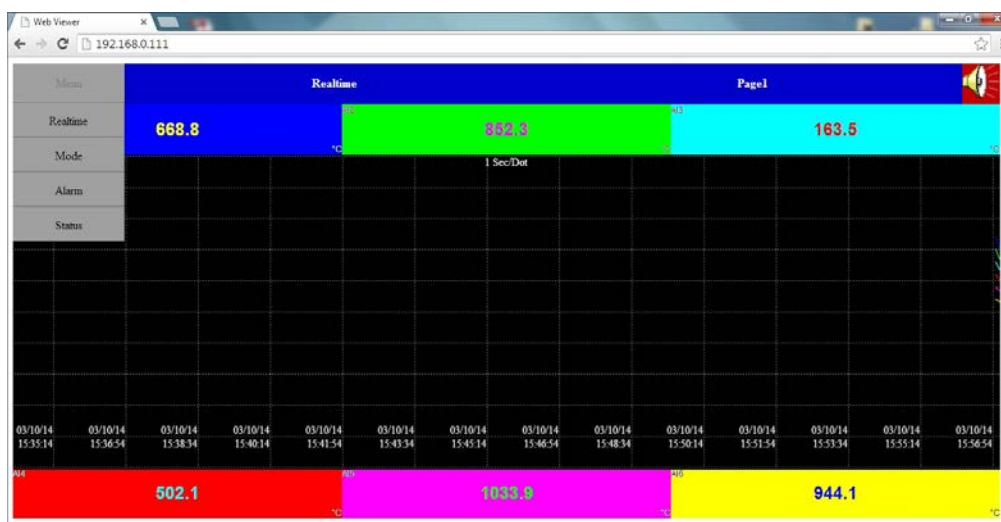 Web Viewer
192.168.0.111
Menu
Realtime
Page1
Realtime
Mode
Alarm
Status
668.8
°C
AI2
852.3
°C
AI3
163.5
°C
1 Sec/Dot
03/10/14 03/10/14 03/10/14 03/10/14 03/10/14 03/10/14 03/10/14 03/10/14 03/10/14 03/10/14 03/10/14 03/10/14 03/10/14 03/10/14
15:35:14 15:36:54 15:38:34 15:40:14 15:41:54 15:43:34 15:45:14 15:46:54 15:48:34 15:50:14 15:51:54 15:53:34 15:55:14 15:56:54
AI4
502.1
°C
AI5
1033.9
°C
AI6
944.1
°C